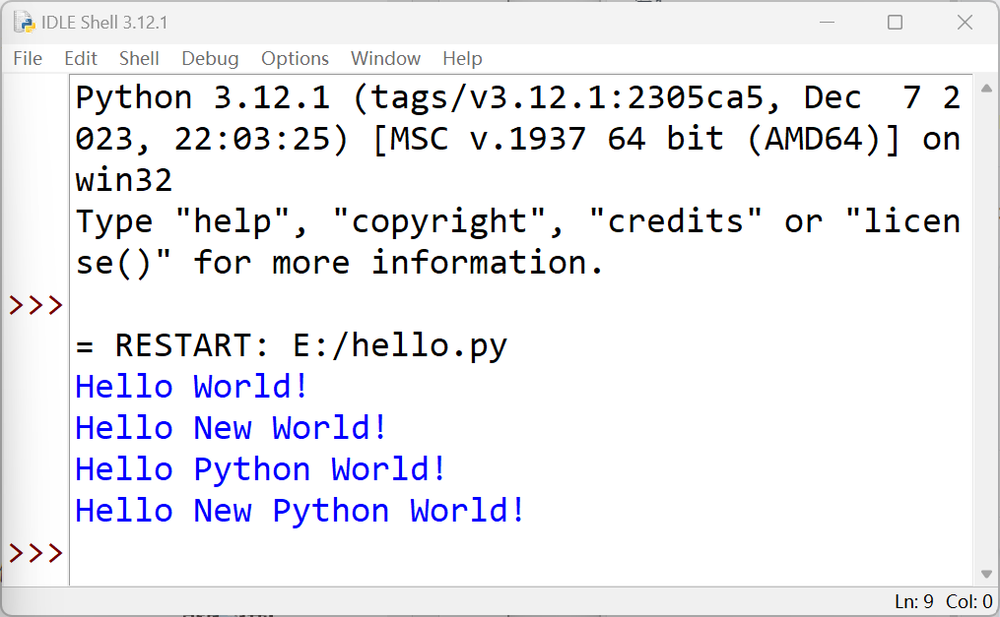 IDLE Shell 3.12.1
File Edit Shell Debug Options Window Help
Python 3.12.1 (tags/v3.12.1:2305ca5, Dec  7 2
023, 22:03:25) [MSC v.1937 64 bit (AMD64)] on
win32
Type "help", "copyright", "credits" or "licen
se()" for more information.
>>>
= RESTART: E:/hello.py
Hello World!
Hello New World!
Hello Python World!
Hello New Python World!
>>>
Ln: 9 Col: 0